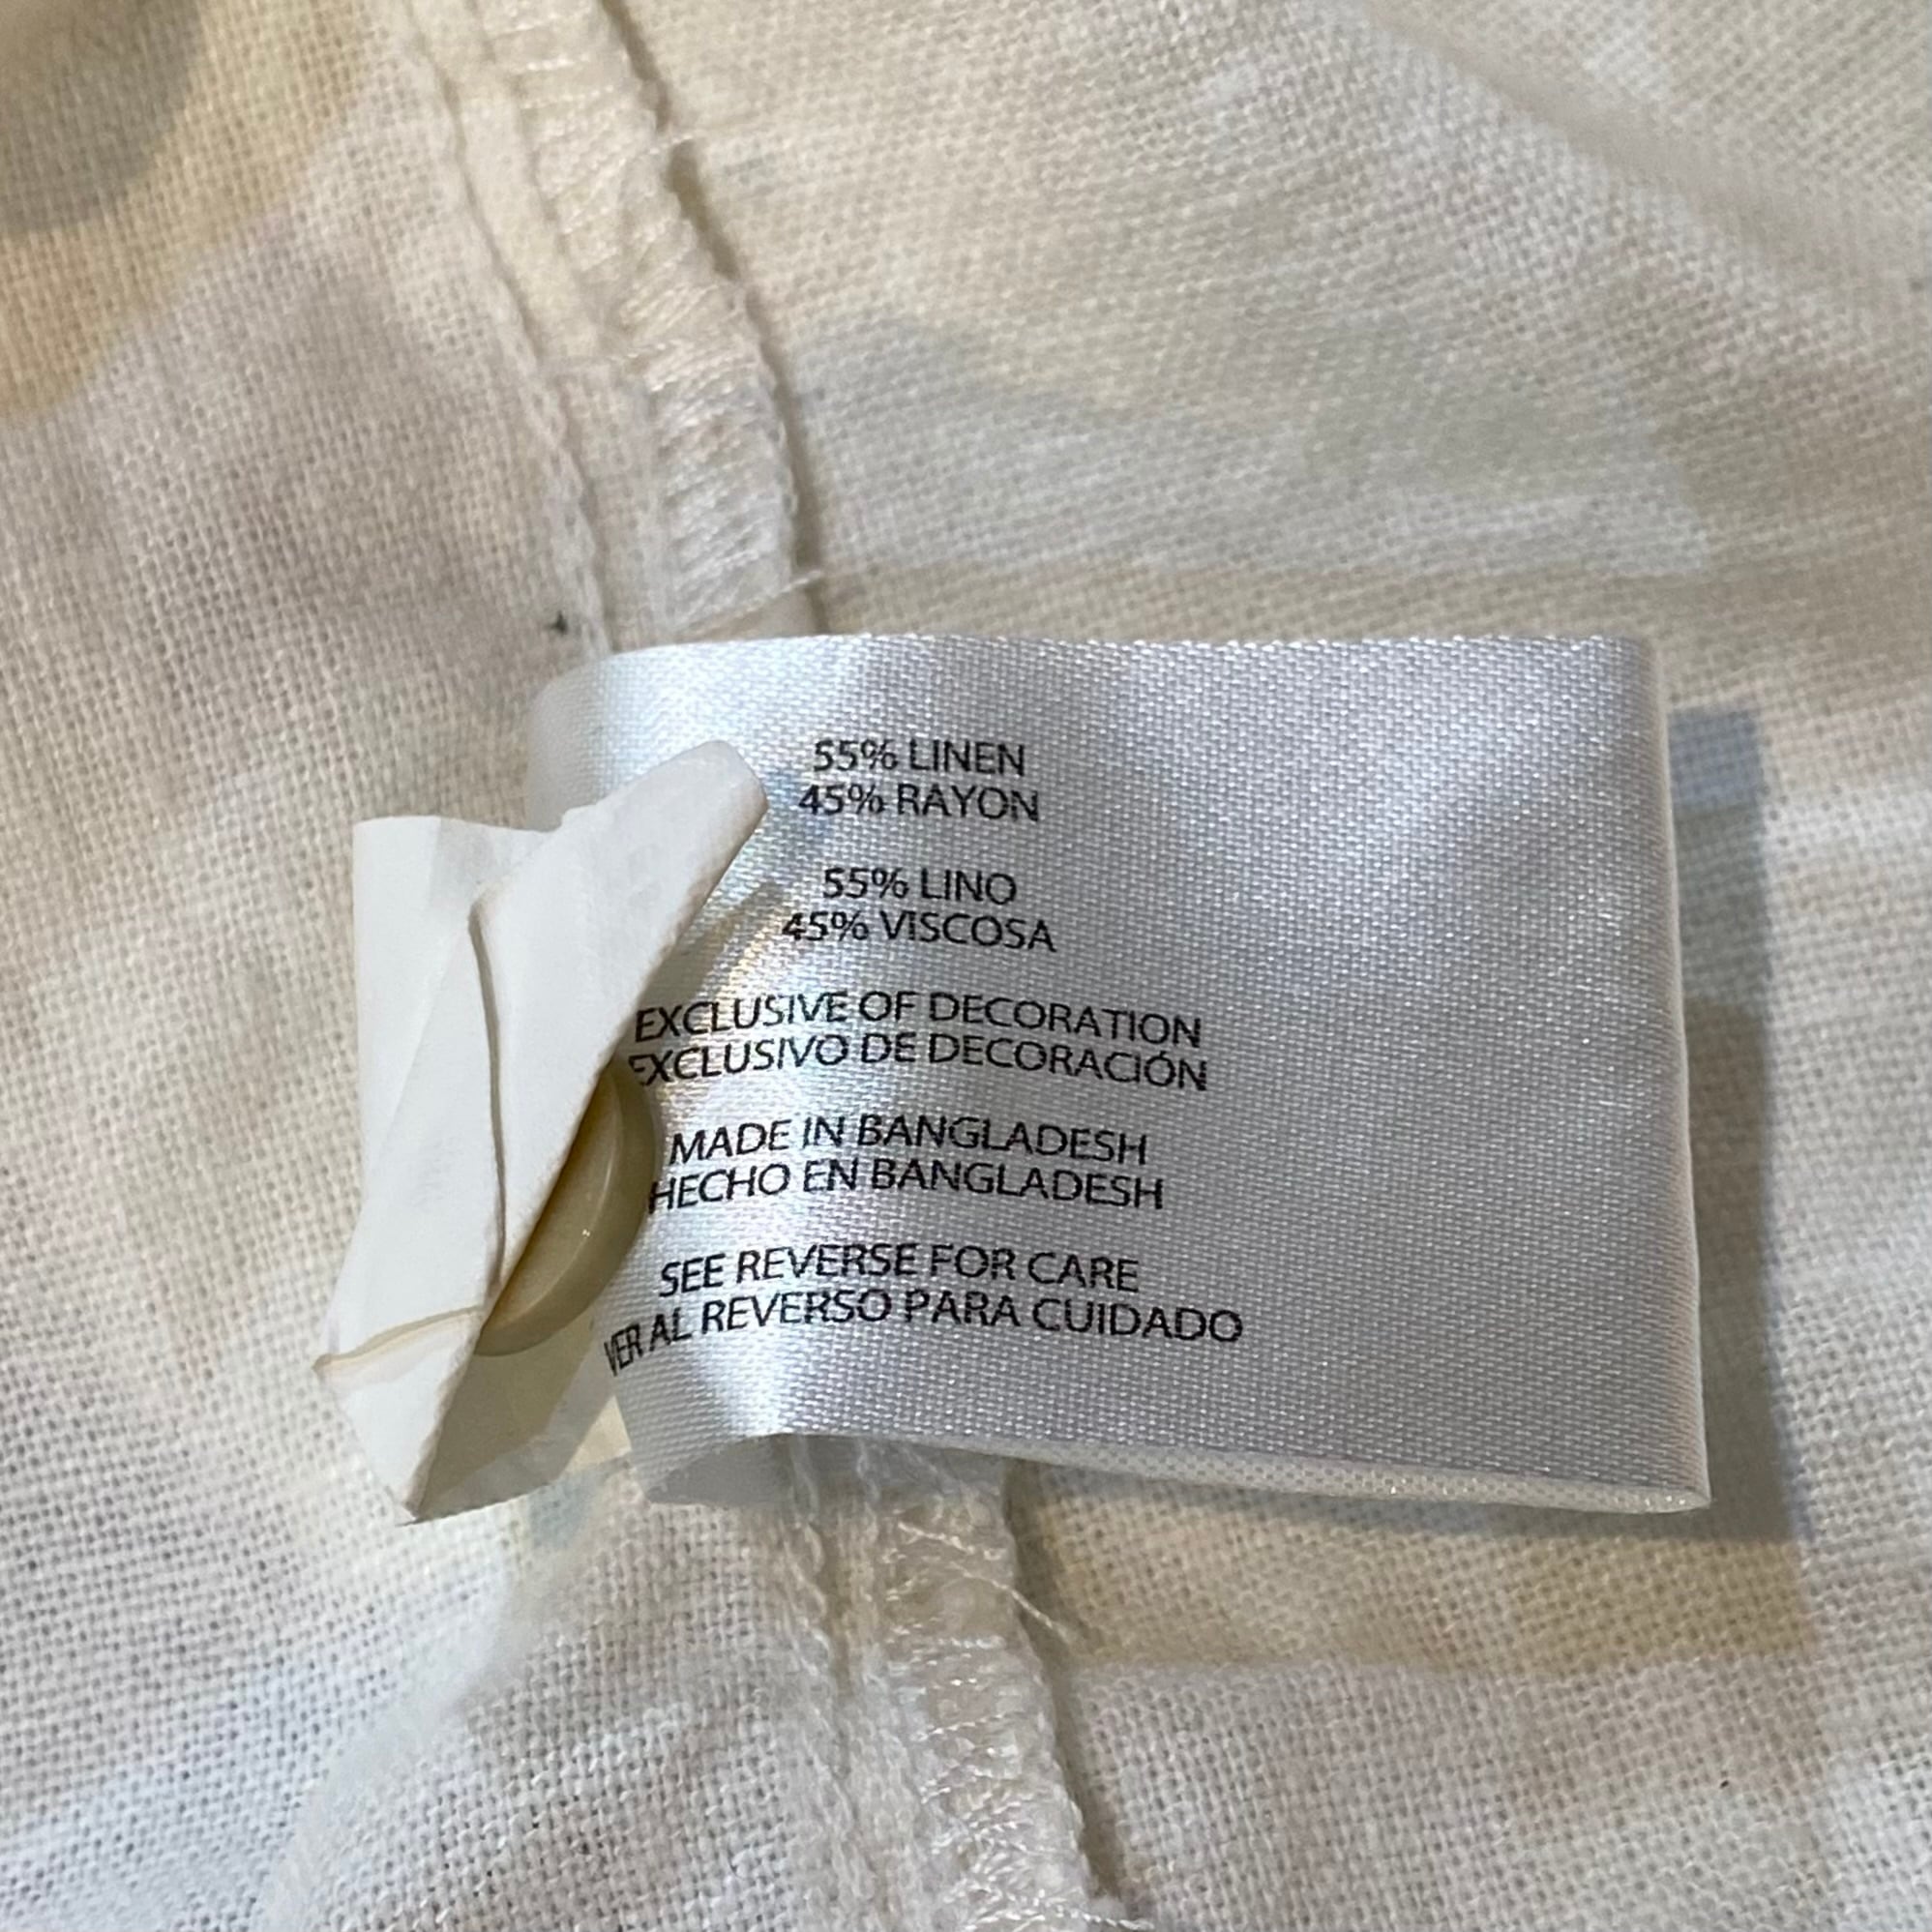 55% LINEN
45% RAYON
55% LINO
45% VISCOSA
EXCLUSIVE OF DECORATION
EXCLUSIVO DE DECORACIÓN
MADE IN BANGLADESH
HECHO EN BANGLADESH
SEE REVERSE FOR CARE
VER AL REVERSO PARA CUIDADO